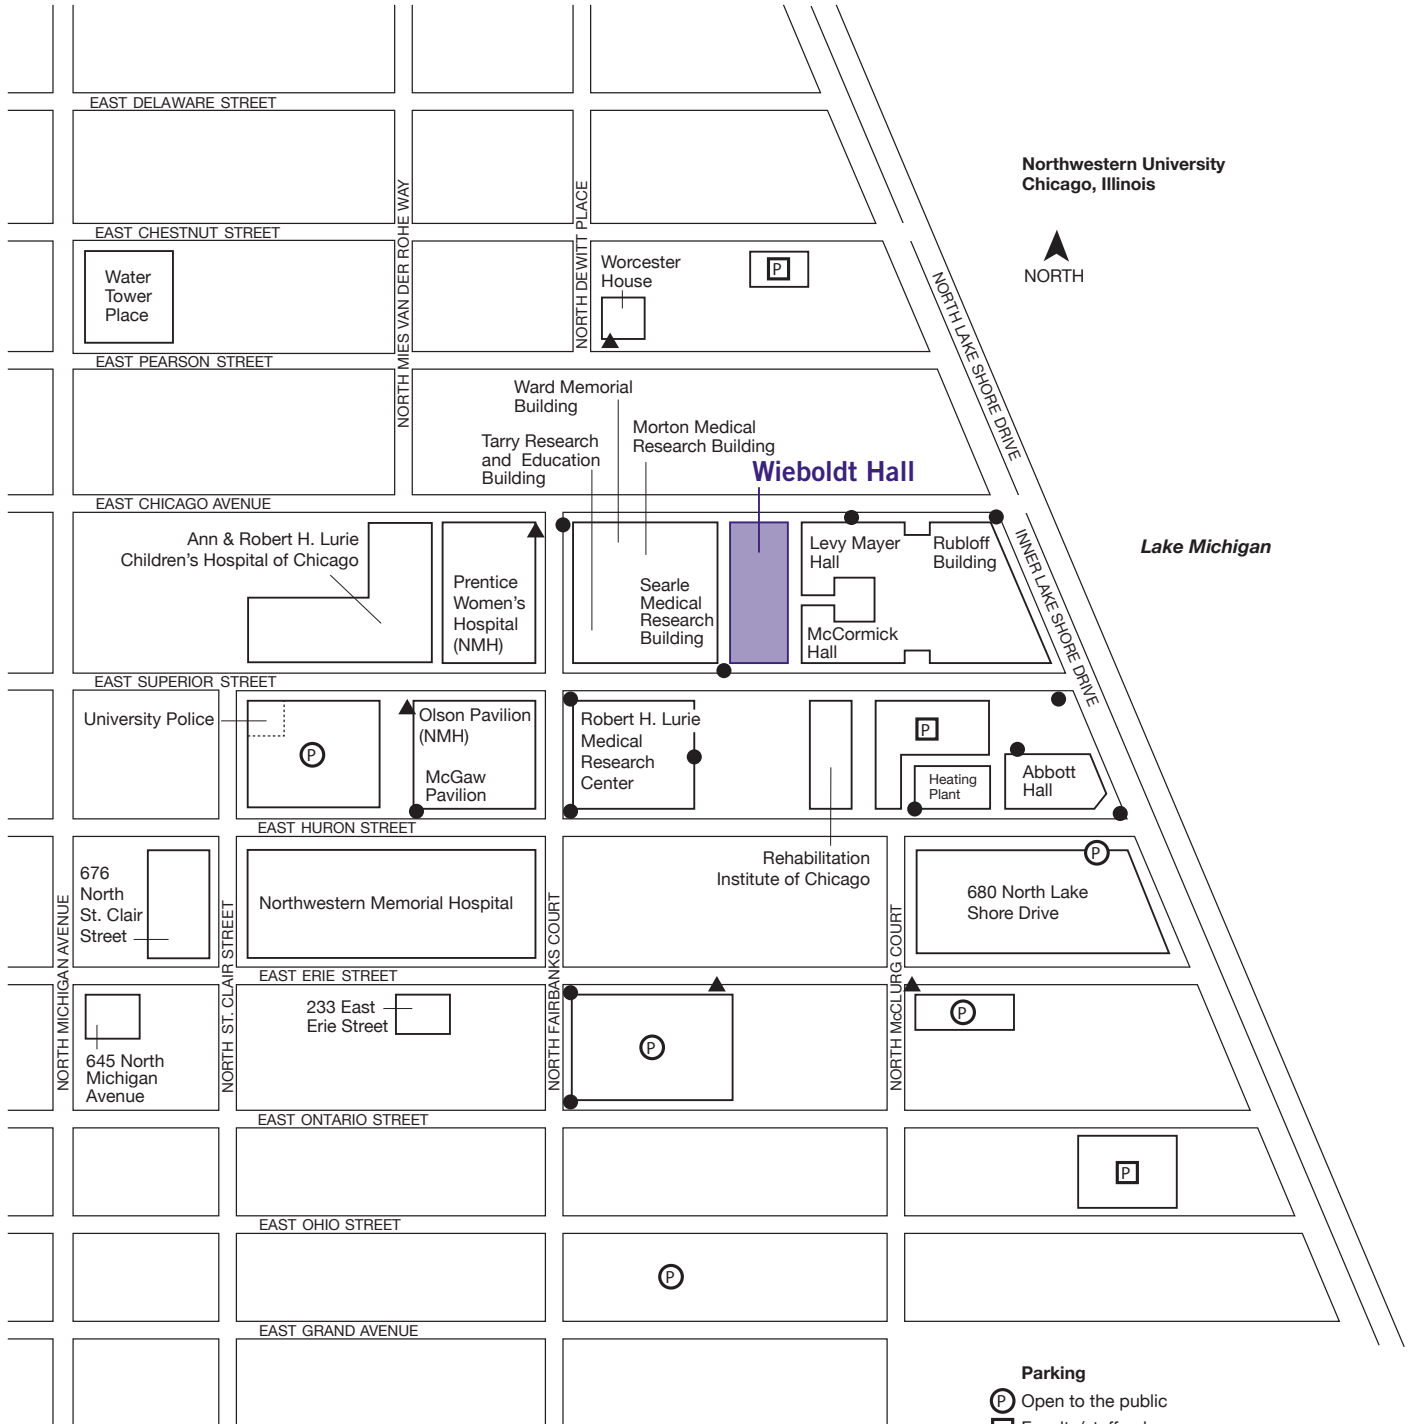 EAST DELAWARE STREET
Northwestern University
Chicago, Illinois
NORTH
NORTH MIES VAN DER ROHE WAY
NORTH DEWITT PLACE
EAST CHESTNUT STREET
Water
Tower
Place
Worcester
House
P
NORTH LAKE SHORE DRIVE
EAST PEARSON STREET
Ward Memorial
Building
Morton Medical
Research Building
Tarry Research
and Education
Building
Wieboldt Hall
EAST CHICAGO AVENUE
Ann & Robert H. Lurie
Children's Hospital of Chicago
Prentice
Women's
Hospital
(NMH)
Searle
Medical
Research
Building
Levy Mayer
Hall
Rubloff
Building
McCormick
Hall
INNER LAKE SHORE DRIVE
Lake Michigan
EAST SUPERIOR STREET
University Police
P
Olson Pavilion
(NMH)
McGaw
Pavilion
Robert H. Lurie
Medical
Research
Center
P
Heating
Plant
Abbott
Hall
EAST HURON STREET
Rehabilitation
Institute of Chicago
676
North
St. Clair
Street
Northwestern Memorial Hospital
P
680 North Lake
Shore Drive
NORTH MICHIGAN AVENUE
NORTH ST. CLAIR STREET
NORTH FAIRBANKS COURT
NORTH McCLURG COURT
EAST ERIE STREET
645 North
Michigan
Avenue
233 East
Erie Street
P
P
EAST ONTARIO STREET
P
EAST OHIO STREET
P
EAST GRAND AVENUE
Parking
P Open to the public